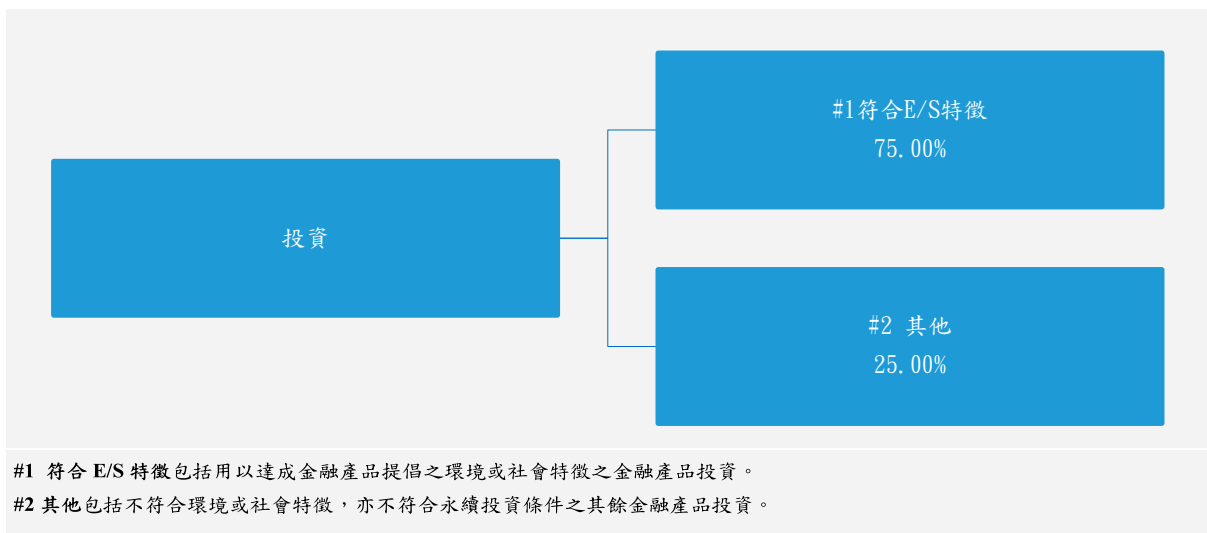 投資
#1符合E/S特徵
75.00%
#2 其他
25.00%
#1 符合 E/S 特徵包括用以達成金融產品提倡之環境或社會特徵之金融產品投資。
#2 其他包括不符合環境或社會特徵，亦不符合永續投資條件之其餘金融產品投資。